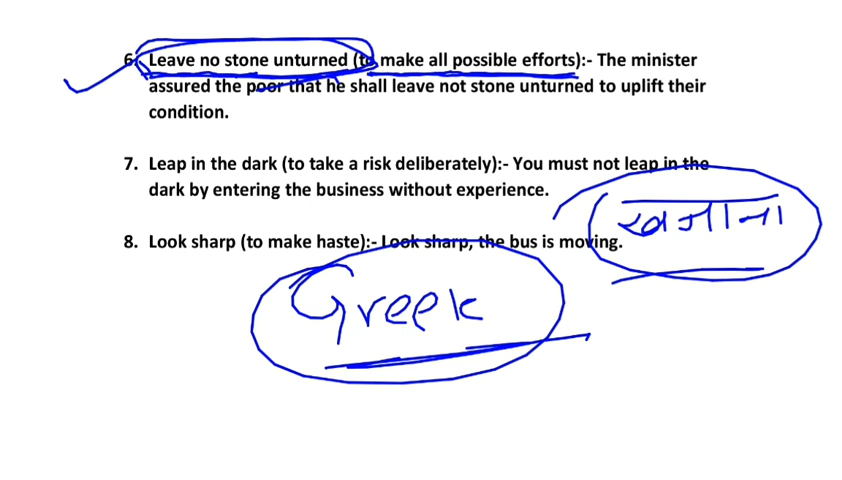 6. Leave no stone unturned (to make all possible efforts):- The minister
assured the poor that he shall leave not stone unturned to uplift their
condition.
7. Leap in the dark (to take a risk deliberately):- You must not leap in the
dark by entering the business without experience.
खजाना
8. Look sharp (to make haste):- Look sharp, the bus is moving.
Greek